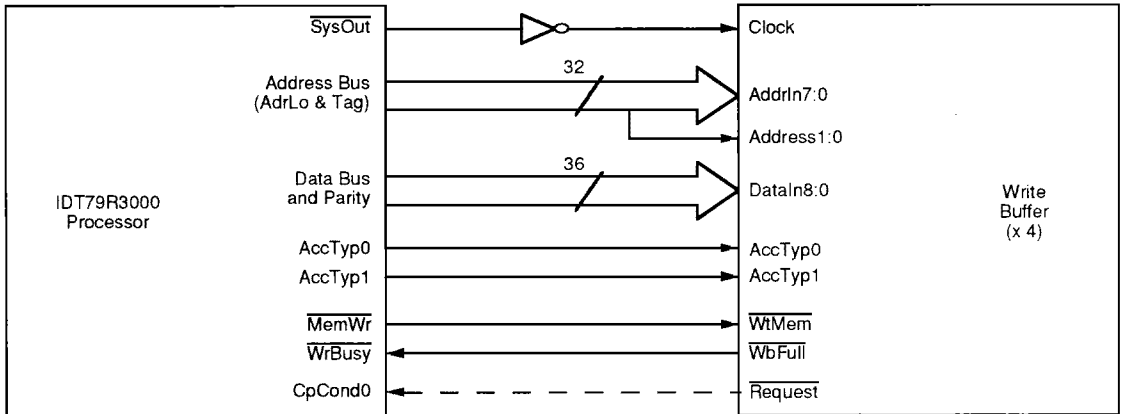 SysOut
Clock
Address Bus
(AdrLo & Tag)
32
AddrIn7:0
Address1:0
Data Bus
and Parity
36
DataIn8:0
IDT79R3000
Processor
Write
Buffer
(x 4)
AccTyp0
AccTyp0
AccTyp1
AccTyp1
MemWr
WtMem
WrBusy
WbFull
CpCond0
Request